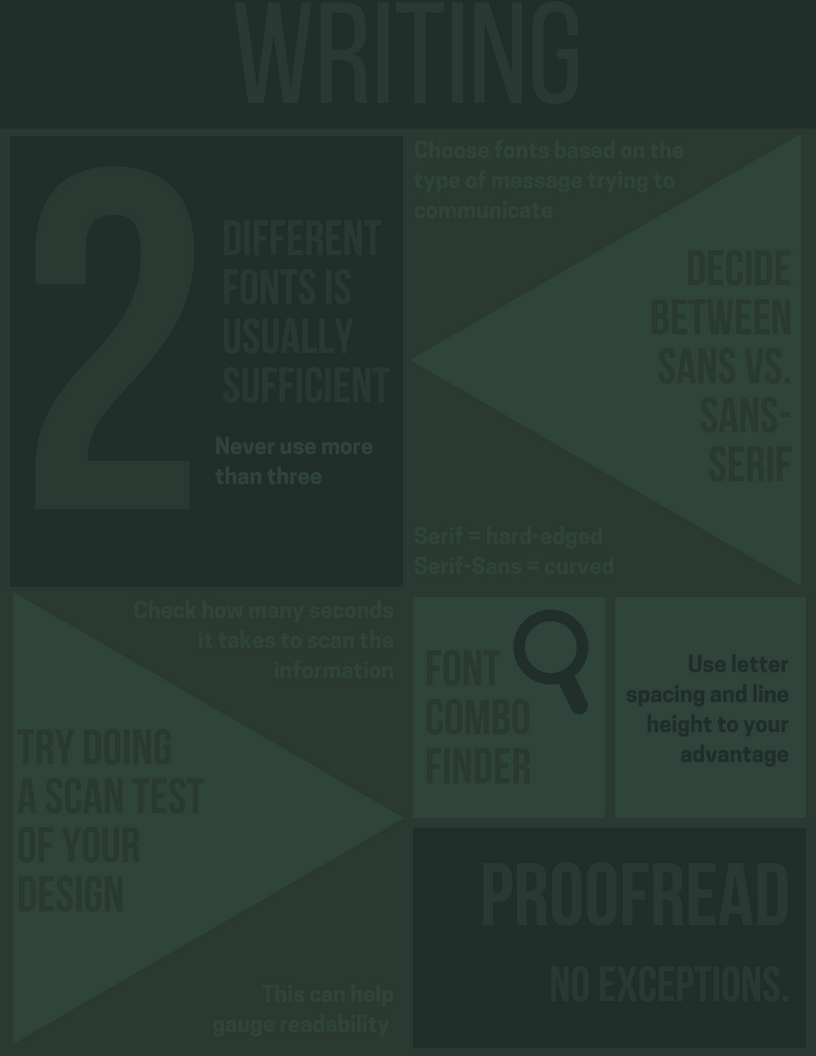 WRITING
2
DIFFERENT
FONTS IS
USUALLY
SUFFICIENT
Never use more
than three
Choose fonts based on the
type of message trying to
communicate
DECIDE
BETWEEN
SANS VS.
SANS-
SERIF
Serif = hard-edged
Serif-Sans = curved
Check how many seconds
it takes to scan the
information
TRY DOING
A SCAN TEST
OF YOUR
DESIGN
This can help
gauge readability
FONT
COMBO
FINDER
Use letter
spacing and line
height to your
advantage
PROOFREAD
NO EXCEPTIONS.